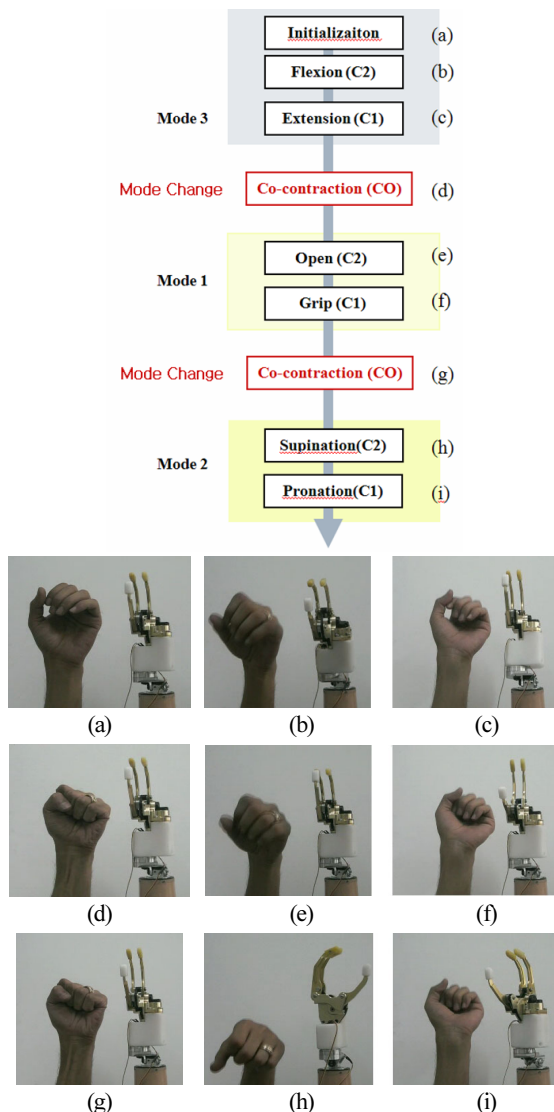 Initializaiton (a)
Flexion (C2) (b)
Mode 3 Extension (C1) (c)
Mode Change Co-contraction (CO) (d)
Open (C2) (e)
Mode 1
Grip (C1) (f)
Mode Change Co-contraction (CO) (g)
Supination(C2) (h)
Mode 2
Pronation(C1) (i)
(a) (b) (c)
(d) (e) (f)
(g) (h) (i)